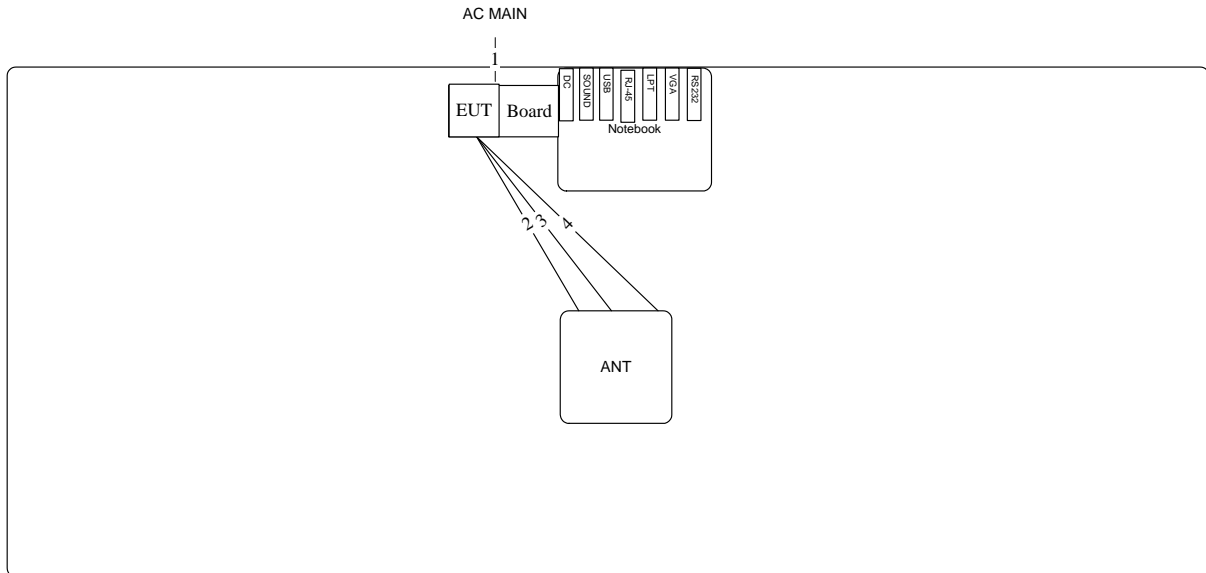 AC MAIN
1
EUT
Board
DC
SOUND
USB
RJ-45
LPT
VGA
RS232
Notebook
2
3
4
ANT